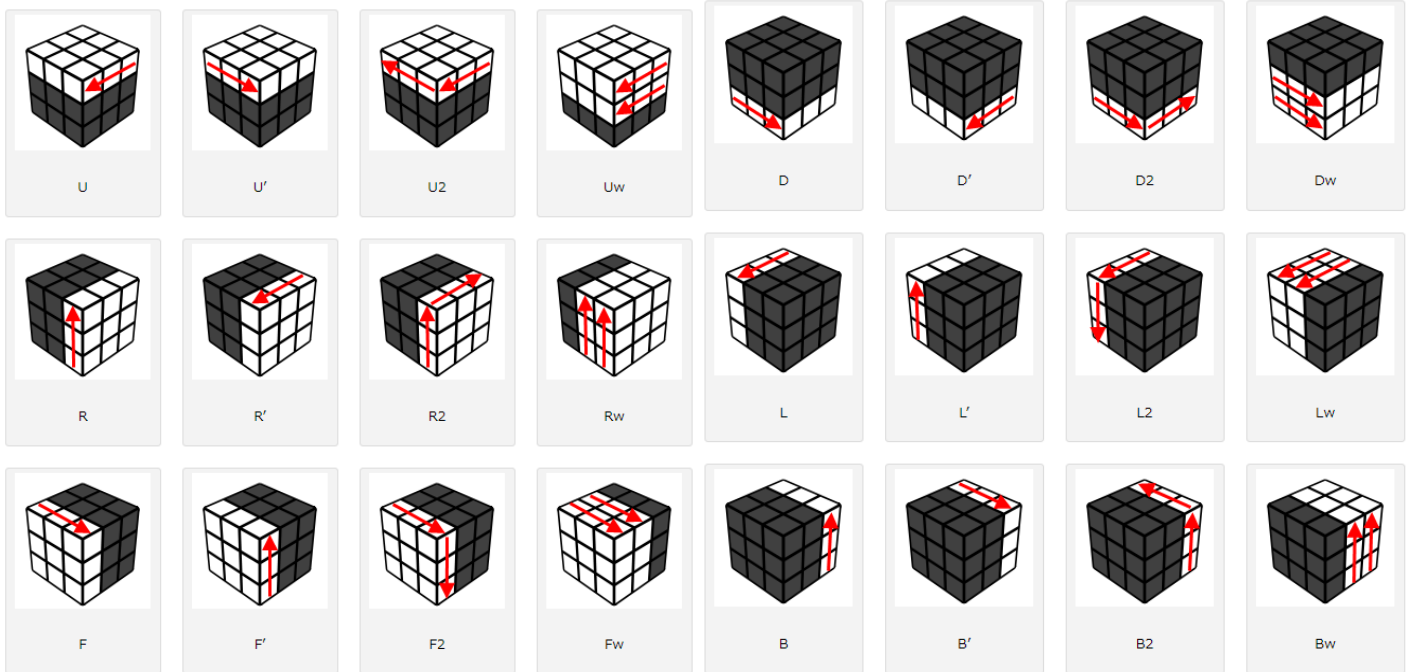 U U′ U2 Uw D D′ D2 Dw
R R′ R2 Rw L L′ L2 Lw
F F′ F2 Fw B B′ B2 Bw